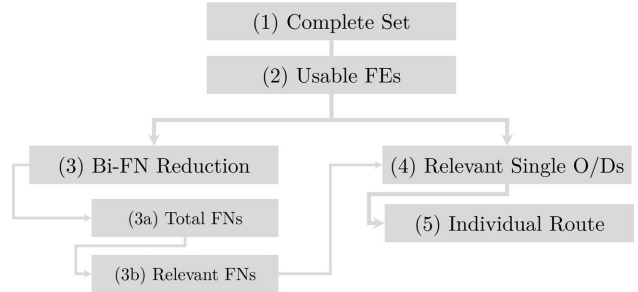 (1) Complete Set
(2) Usable FEs
(3) Bi-FN Reduction
(4) Relevant Single O/Ds
(3a) Total FNs
(5) Individual Route
(3b) Relevant FNs